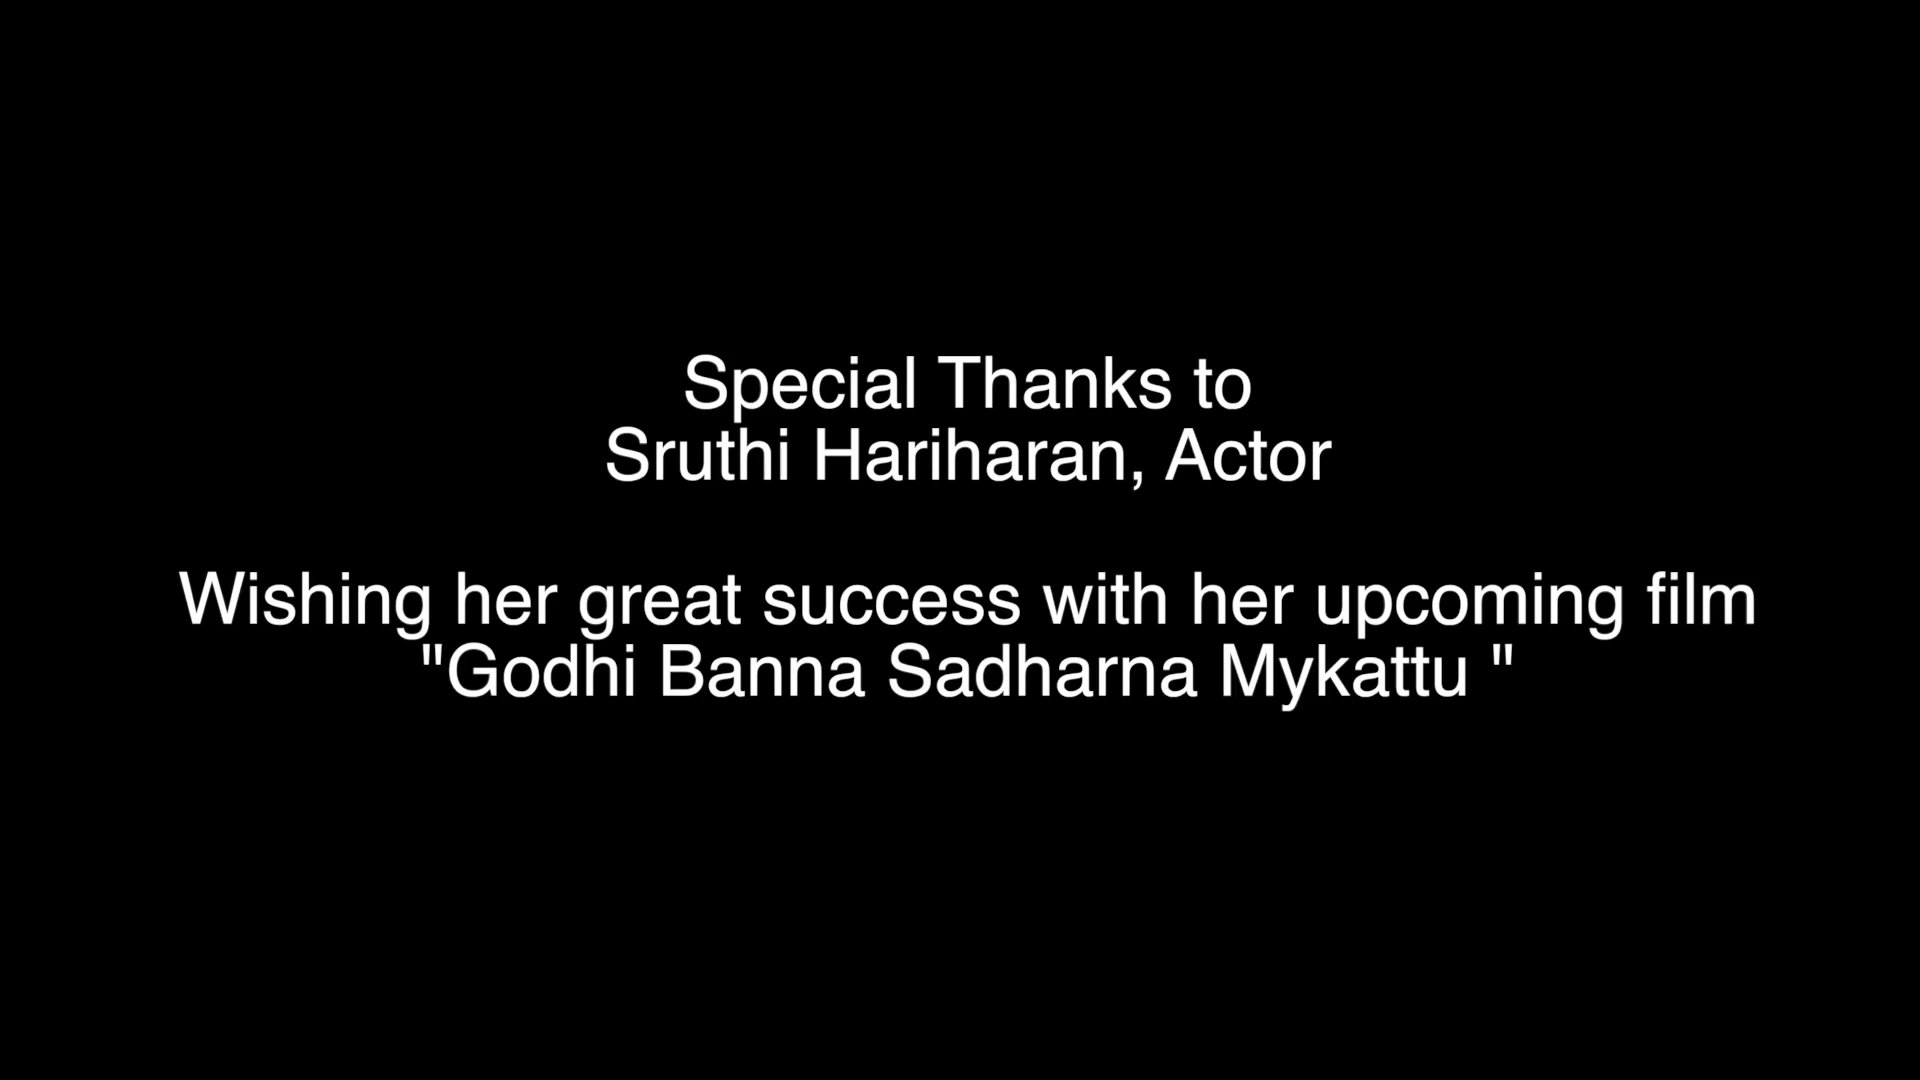 Special Thanks to
Sruthi Hariharan, Actor
Wishing her great success with her upcoming film
"Godhi Banna Sadharna Mykattu "